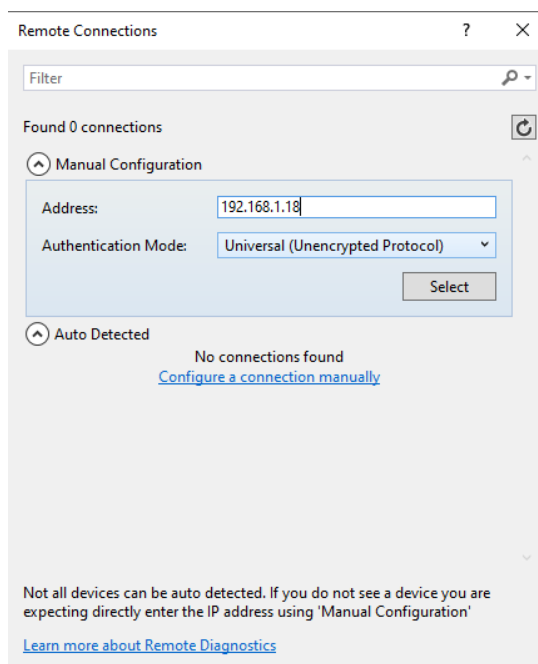 Remote Connections
Filter
Found 0 connections
Manual Configuration
Address: 192.168.1.18
Authentication Mode: Universal (Unencrypted Protocol)
Select
Auto Detected
No connections found
Configure a connection manually
Not all devices can be auto detected. If you do not see a device you are
expecting directly enter the IP address using 'Manual Configuration'
Learn more about Remote Diagnostics